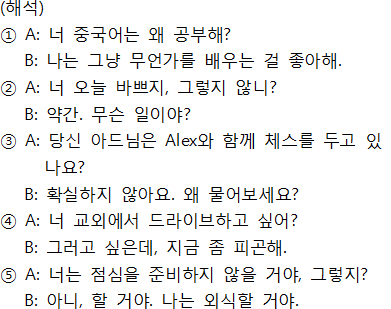 (해석)
① A: 너 중국어는 왜 공부해?
B: 나는 그냥 무언가를 배우는 걸 좋아해.
② A: 너 오늘 바쁘지, 그렇지 않니?
B: 약간. 무슨 일이야?
③ A: 당신 아드님은 Alex와 함께 체스를 두고 있
나요?
B: 확실하지 않아요. 왜 물어보세요?
④ A: 너 교외에서 드라이브하고 싶어?
B: 그러고 싶은데, 지금 좀 피곤해.
⑤ A: 너는 점심을 준비하지 않을 거야, 그렇지?
B: 아니, 할 거야. 나는 외식할 거야.